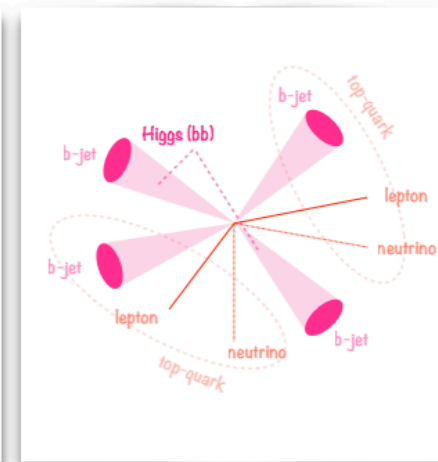 b-jet
top-quark
Higgs (bb)
b-jet
lepton
neutrino
b-jet
lepton
b-jet
neutrino
top-quark